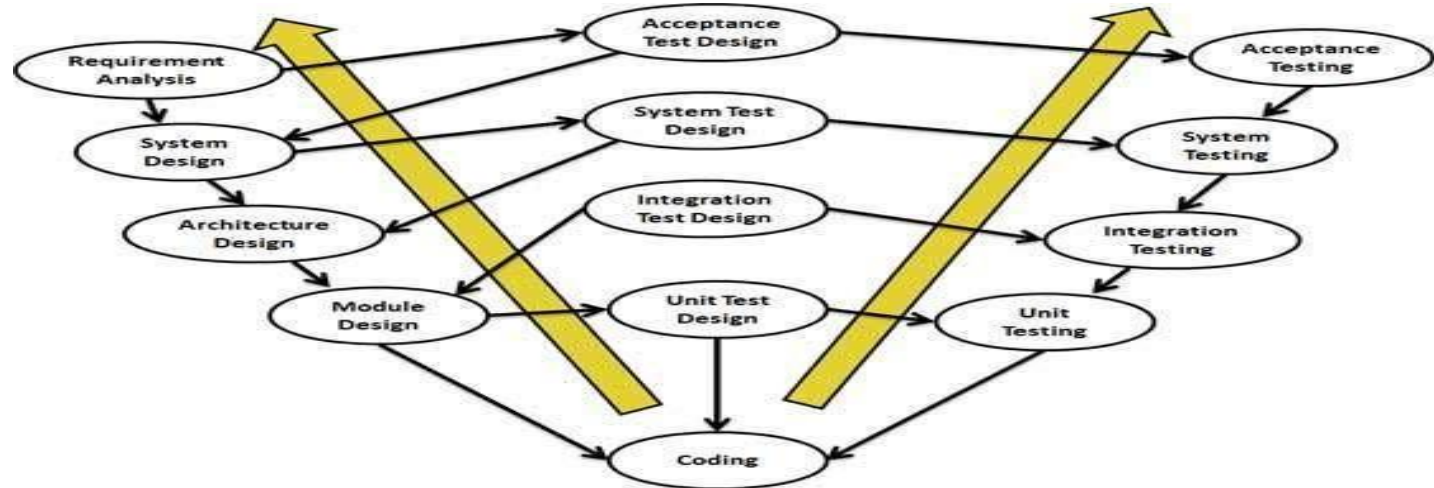 Acceptance
Test Design
Requirement
Analysis
Acceptance
Testing
System Test
Design
System
Design
System
Testing
Integration
Test Design
Architecture
Design
Integration
Testing
Module
Design
Unit Test
Design
Unit
Testing
Coding